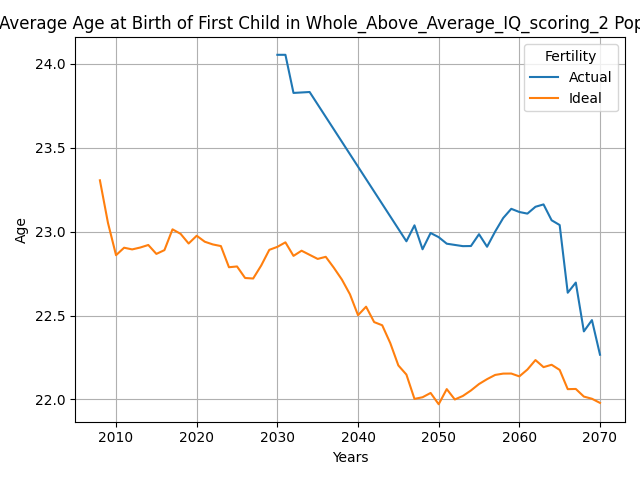 Average Age at Birth of First Child in Whole_Above_Average_IQ_scoring_2 Pop
Fertility
Actual
Ideal
24.0
23.5
23.0
22.5
22.0
Age
2010 2020 2030 2040 2050 2060 2070
Years